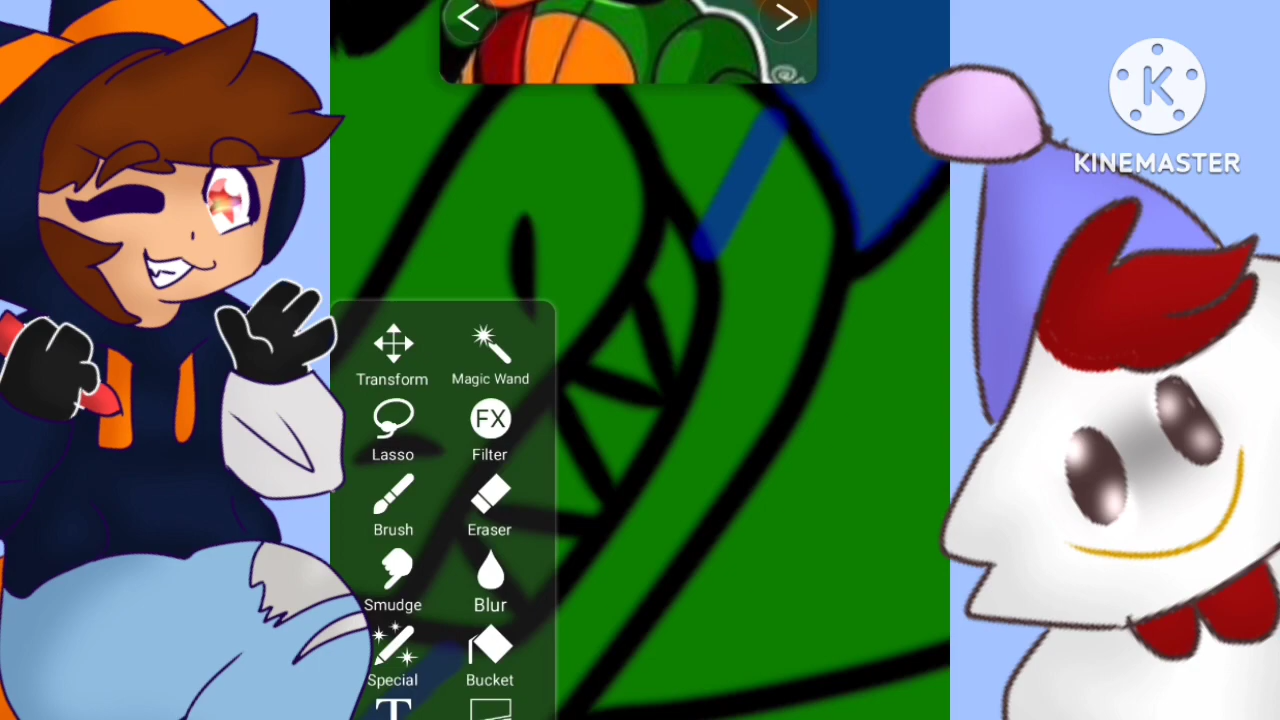 K
KINEMASTER
Transform Magic Wand
Lasso FX Filter
Brush Eraser
Smudge Blur
Special Bucket
T